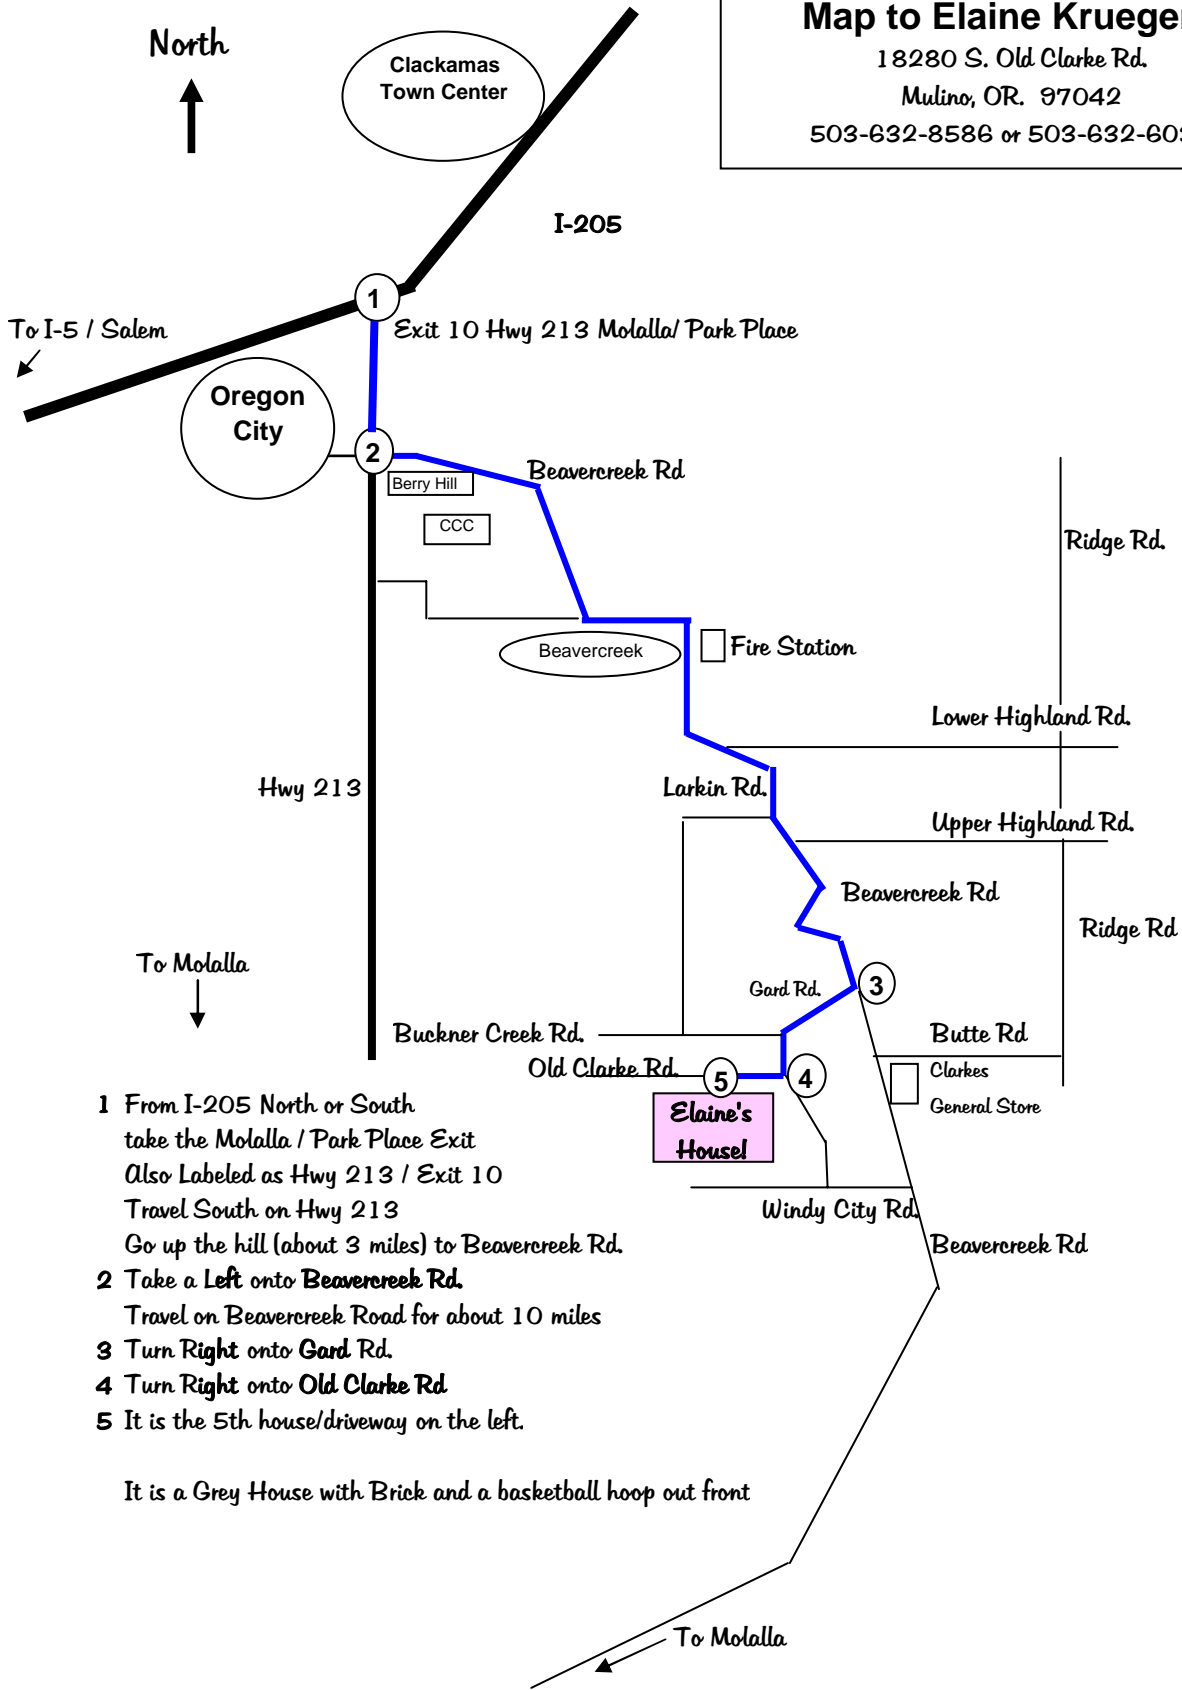 Map to Elaine Krueger
18280 S. Old Clarke Rd.
Mulino, OR. 97042
503-632-8586 or 503-632-603
North
Clackamas
Town Center
I-205
1
To I-5 / Salem
Exit 10 Hwy 213 Molalla/ Park Place
Oregon
City
2
Beavercreek Rd
Berry Hill
CCC
Ridge Rd.
Beavercreek
Fire Station
Lower Highland Rd.
Hwy 213
Larkin Rd.
Upper Highland Rd.
Beavercreek Rd
Ridge Rd
To Molalla
3
Gard Rd.
Buckner Creek Rd.
Butte Rd
Old Clarke Rd.
5
4
Clarkes
General Store
Elaine's
House!
Windy City Rd.
Beavercreek Rd
1 From I-205 North or South
take the Molalla / Park Place Exit
Also Labeled as Hwy 213 / Exit 10
Travel South on Hwy 213
Go up the hill (about 3 miles) to Beavercreek Rd.
2 Take a Left onto Beavercreek Rd.
Travel on Beavercreek Road for about 10 miles
3 Turn Right onto Gard Rd.
4 Turn Right onto Old Clarke Rd
5 It is the 5th house/driveway on the left.
It is a Grey House with Brick and a basketball hoop out front
To Molalla